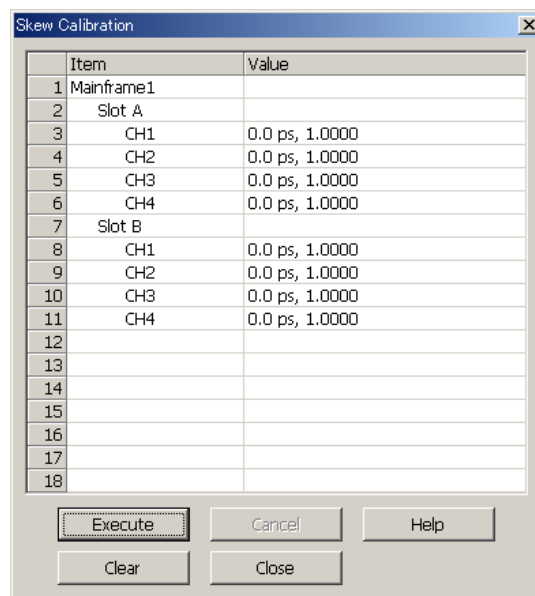 Skew Calibration
Item Value
1 Mainframe1
2 Slot A
3 CH1 0.0 ps, 1.0000
4 CH2 0.0 ps, 1.0000
5 CH3 0.0 ps, 1.0000
6 CH4 0.0 ps, 1.0000
7 Slot B
8 CH1 0.0 ps, 1.0000
9 CH2 0.0 ps, 1.0000
10 CH3 0.0 ps, 1.0000
11 CH4 0.0 ps, 1.0000
12
13
14
15
16
17
18
Execute Cancel Help
Clear Close